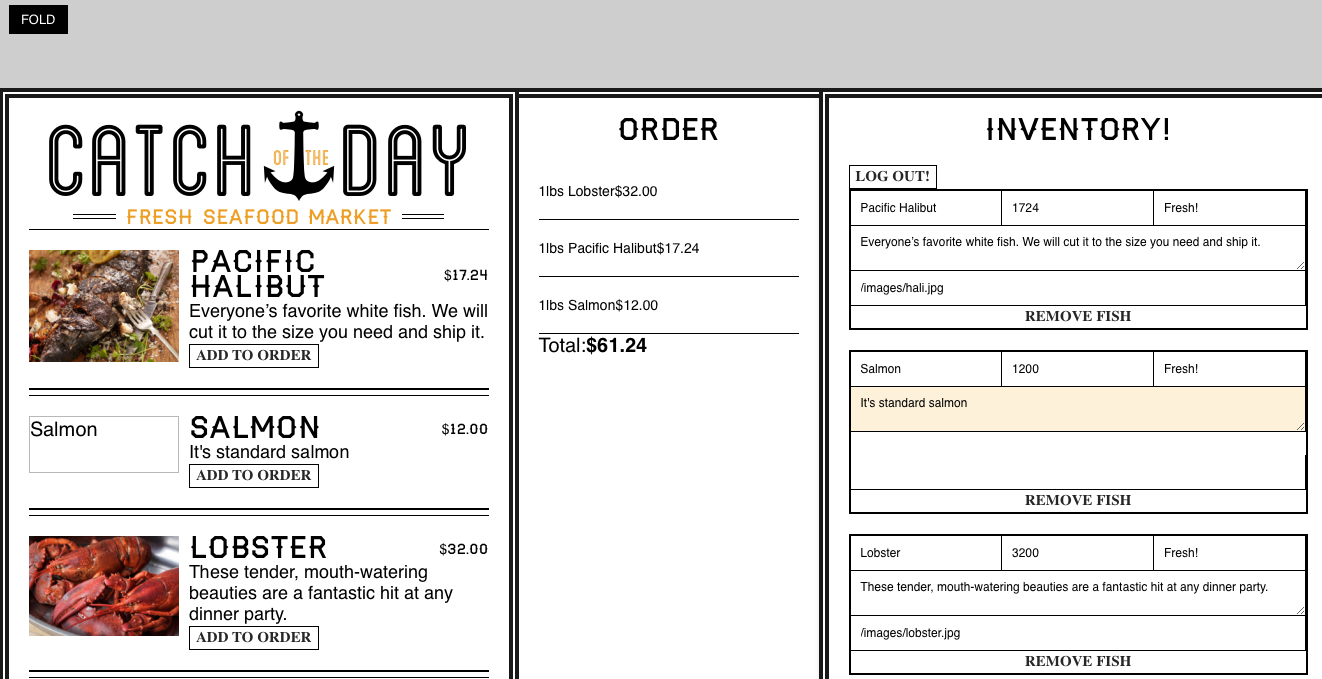 FOLD
CATCH OF THE DAY
FRESH SEAFOOD MARKET
PACIFIC
HALIBUT
$17.24
Everyone’s favorite white fish. We will
cut it to the size you need and ship it.
ADD TO ORDER
Salmon
SALMON
$12.00
It's standard salmon
ADD TO ORDER
LOBSTER
$32.00
These tender, mouth-watering
beauties are a fantastic hit at any
dinner party.
ADD TO ORDER
ORDER
1lbs Lobster$32.00
1lbs Pacific Halibut$17.24
1lbs Salmon$12.00
Total:$61.24
INVENTORY!
LOG OUT!
Pacific Halibut 1724 Fresh!
Everyone’s favorite white fish. We will cut it to the size you need and ship it.
/images/hali.jpg
REMOVE FISH
Salmon 1200 Fresh!
It's standard salmon
REMOVE FISH
Lobster 3200 Fresh!
These tender, mouth-watering beauties are a fantastic hit at any dinner party.
/images/lobster.jpg
REMOVE FISH